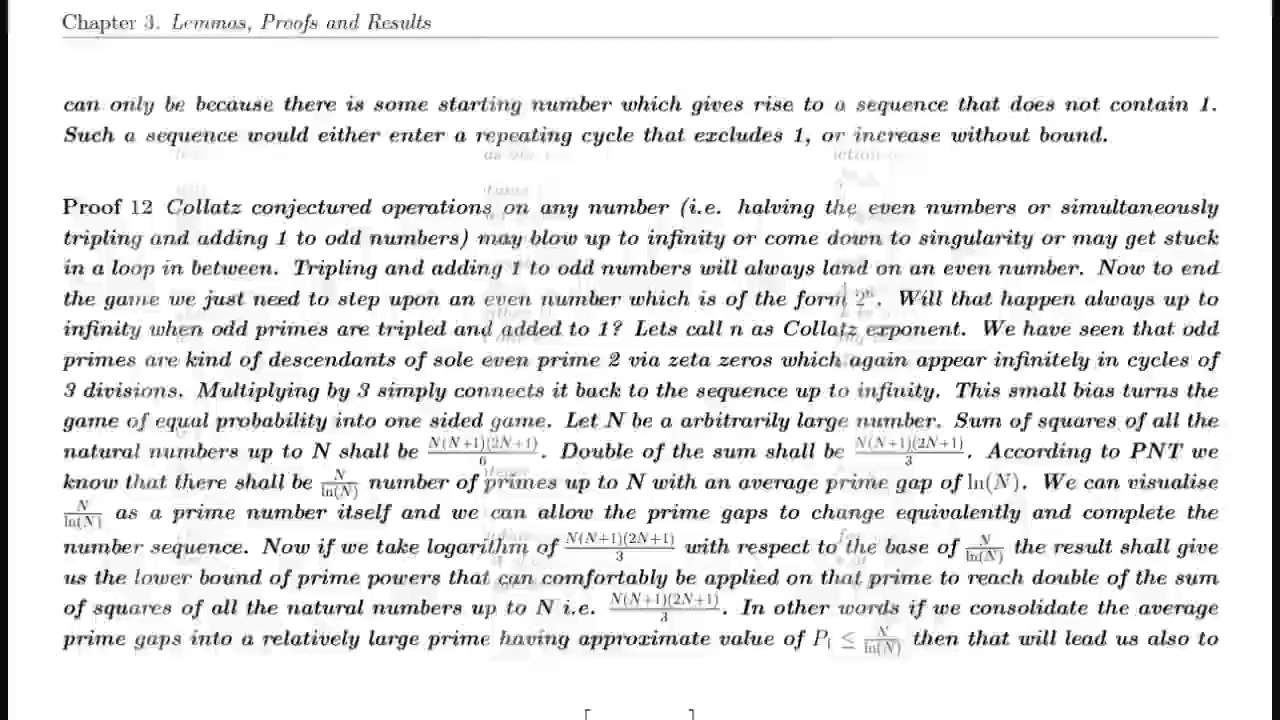 Chapter 3. Lemmas, Proofs and Results
can only be because there is some starting number which gives rise to a sequence that does not contain 1.
Such a sequence would either enter a repeating cycle that excludes 1, or increase without bound.
Proof 12 Collatz conjectured operations on any number (i.e. halving the even numbers or simultaneously
tripling and adding 1 to odd numbers) may blow up to infinity or come down to singularity or may get stuck
in a loop in between. Tripling and adding 1 to odd numbers will always land on an even number. Now to end
the game we just need to step upon an even number which is of the form 2ⁿ. Will that happen always up to
infinity when odd primes are tripled and added to 1? Lets call n as Collatz exponent. We have seen that odd
primes are kind of descendants of sole even prime 2 via zeta zeros which again appear infinitely in cycles of
3 divisions. Multiplying by 3 simply connects it back to the sequence up to infinity. This small bias turns the
game of equal probability into one sided game. Let N be a arbitrarily large number. Sum of squares of all the
natural numbers up to N shall be N(N+1)(2N+1)/6. Double of the sum shall be N(N+1)(2N+1)/3. According to PNT we
know that there shall be N/ln(N) number of primes up to N with an average prime gap of ln(N). We can visualise
N/ln(N) as a prime number itself and we can allow the prime gaps to change equivalently and complete the
number sequence. Now if we take logarithm of N(N+1)(2N+1)/3 with respect to the base of N/ln(N) the result shall give
us the lower bound of prime powers that can comfortably be applied on that prime to reach double of the sum
of squares of all the natural numbers up to N i.e. N(N+1)(2N+1)/3. In other words if we consolidate the average
prime gaps into a relatively large prime having approximate value of P₁ ≤ N/ln(N) then that will lead us also to